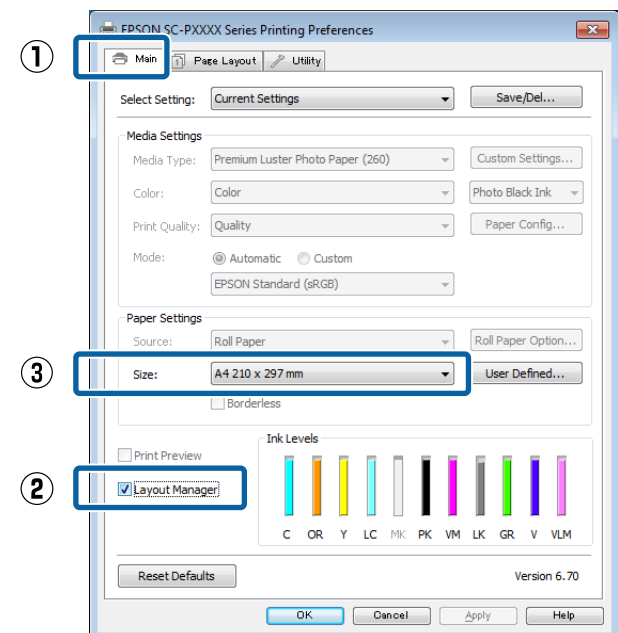 EPSON SC-PXXXX Series Printing Preferences
1
Main Page Layout Utility
Select Setting: Current Settings Save/Del...
Media Settings
Media Type: Premium Luster Photo Paper (260) Custom Settings...
Color: Color Photo Black Ink
Print Quality: Quality Paper Config...
Mode: Automatic Custom
EPSON Standard (sRGB)
Paper Settings
Source: Roll Paper Roll Paper Option...
3
Size: A4 210 x 297 mm User Defined...
Borderless
Ink Levels
Print Preview
2
Layout Manager
C OR Y LC MK PK VM LK GR V VLM
Reset Defaults Version 6.70
OK Cancel Apply Help